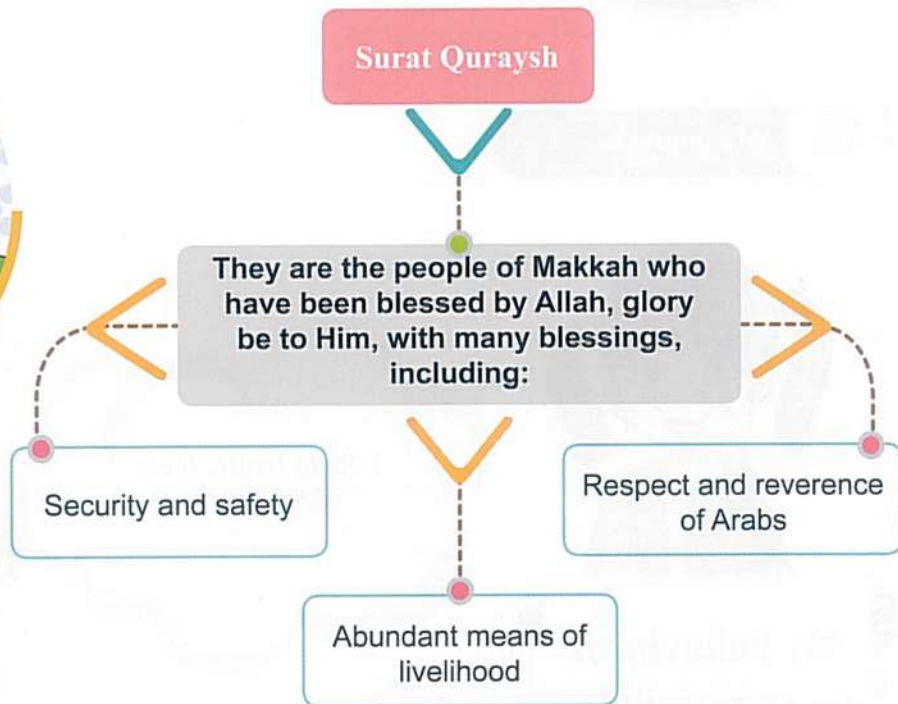 Surat Quraysh
They are the people of Makkah who
have been blessed by Allah, glory
be to Him, with many blessings,
including:
Security and safety
Respect and reverence
of Arabs
Abundant means of
livelihood